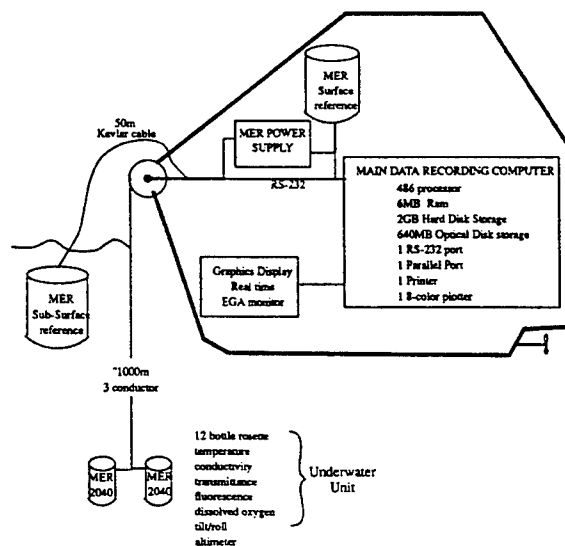 MER
Surface
reference
50m
Kevlar cable
MER POWER
SUPPLY
RS-232
MAIN DATA RECORDING COMPUTER
486 processor
6MB Ram
2GB Hard Disk Storage
640MB Optical Disk storage
1 RS-232 port
1 Parallel Port
1 Printer
1 8-color plotter
Graphics Display
Real time
EGA monitor
MER
Sub-Surface
reference
~1000m
3 conductor
MER
2040
MER
2040
12 bottle rosette
temperature
conductivity
transmittance
fluorescence
dissolved oxygen
tilt/roll
altimeter
Underwater
Unit